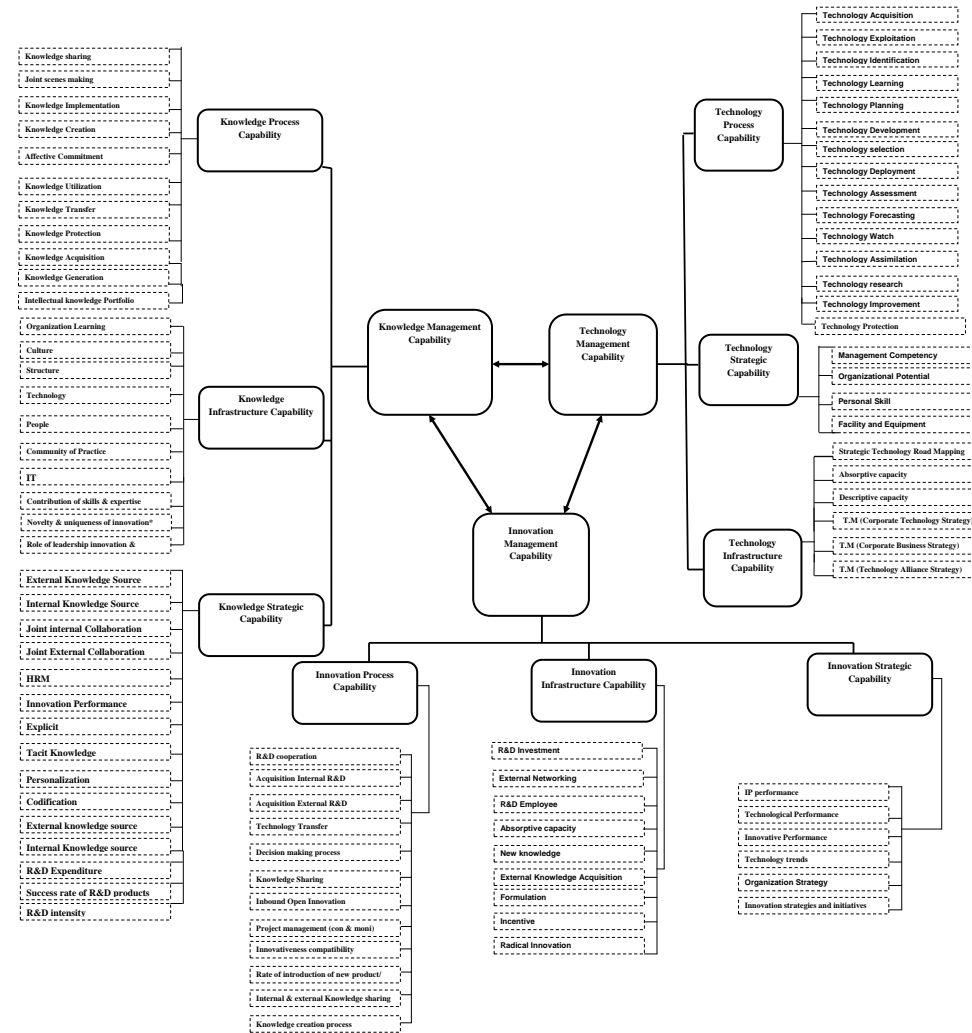 Knowledge sharing
Joint scenes making
Knowledge Implementation
Knowledge Creation
Affective Commitment
Knowledge Utilization
Knowledge Transfer
Knowledge Protection
Knowledge Acquisition
Knowledge Generation
Intellectual knowledge Portfolio
Knowledge Process
Capability
Organization Learning
Culture
Structure
Technology
People
Community of Practice
IT
Contribution of skills & expertise
Novelty & uniqueness of innovation*
Role of leadership innovation &
Knowledge
Infrastructure Capability
External Knowledge Source
Internal Knowledge Source
Joint internal Collaboration
Joint External Collaboration
HRM
Innovation Performance
Explicit
Tacit Knowledge
Personalization
Codification
External knowledge source
Internal Knowledge source
R&D Expenditure
Success rate of R&D products
R&D intensity
Knowledge Strategic
Capability
Knowledge Management
Capability
Technology
Management
Capability
Innovation
Management
Capability
Technology
Process
Capability
Technology Acquisition
Technology Exploitation
Technology Identification
Technology Learning
Technology Planning
Technology Development
Technology selection
Technology Deployment
Technology Assessment
Technology Forecasting
Technology Watch
Technology Assimilation
Technology research
Technology Improvement
Technology Protection
Technology
Strategic
Capability
Management Competency
Organizational Potential
Personal Skill
Facility and Equipment
Technology
Infrastructure
Capability
Strategic Technology Road Mapping
Absorptive capacity
Descriptive capacity
T.M (Corporate Technology Strategy)
T.M (Corporate Business Strategy)
T.M (Technology Alliance Strategy)
Innovation Process
Capability
R&D cooperation
Acquisition Internal R&D
Acquisition External R&D
Technology Transfer
Decision making process
Knowledge Sharing
Inbound Open Innovation
Project management (con & moni)
Innovativeness compatibility
Rate of introduction of new product/
Internal & external Knowledge sharing
Knowledge creation process
Innovation
Infrastructure Capability
R&D Investment
External Networking
R&D Employee
Absorptive capacity
New knowledge
External Knowledge Acquisition
Formulation
Incentive
Radical Innovation
Innovation Strategic
Capability
IP performance
Technological Performance
Innovative Performance
Technology trends
Organization Strategy
Innovation strategies and initiatives